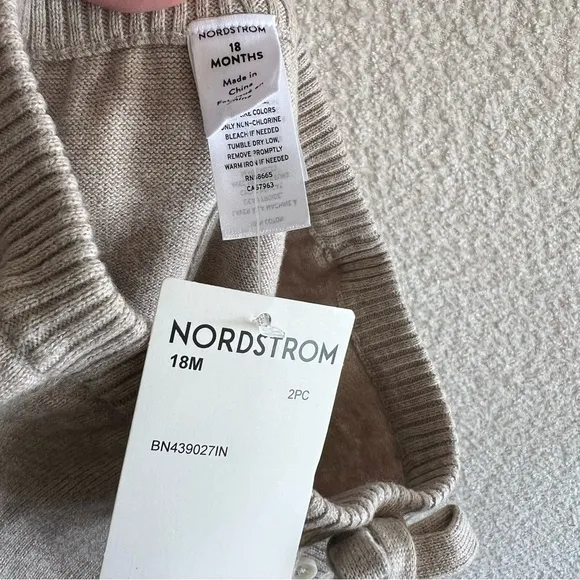 NORDSTROM
18
MONTHS
Made in
China
COLORS
ONLY NON-CHLORINE
BLEACH IF NEEDED
TUMBLE DRY LOW,
REMOVE PROMPTLY
WARM IRON IF NEEDED
CA57963
NORDSTROM
18M
2PC
BN439027IN